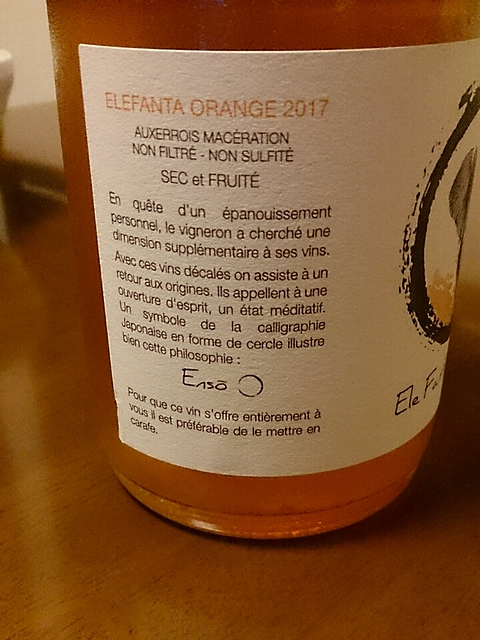 ELEFANTA ORANGE 2017
AUXERROIS MACÉRATION
NON FILTRÉ - NON SULFITÉ
SEC et FRUITÉ
En quête d'un épanouissement
personnel, le vigneron a cherché une
dimension supplémentaire à ses vins.
Avec ces vins décalés on assiste à un
retour aux origines. Ils appellent à une
ouverture d'esprit, un état méditatif.
Un symbole de la calligraphie
Japonaise en forme de cercle illustre
bien cette philosophie :
Ensō
Pour que ce vin s'offre entièrement à
vous il est préférable de le mettre en
carafe.
Ele